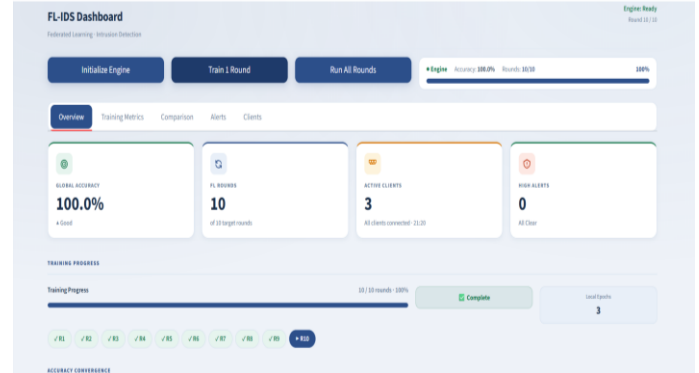 FL-IDS Dashboard
Federated Learning · Intrusion Detection
Engine: Ready
Round 10 / 10
Initialize Engine
Train 1 Round
Run All Rounds
Engine Accuracy: 100.0% Rounds: 10/10 100%
Overview
Training Metrics
Comparison
Alerts
Clients
GLOBAL ACCURACY
100.0%
Good
FL ROUNDS
10
of 10 target rounds
ACTIVE CLIENTS
3
All clients connected
HIGH ALERTS
0
All Clear
TRAINING PROGRESS
Training Progress
10 / 10 rounds · 100%
✅ Complete
Local Epochs
3
✓ R1
✓ R2
✓ R3
✓ R4
✓ R5
✓ R6
✓ R7
✓ R8
✓ R9
R10
ACCURACY CONVERGENCE